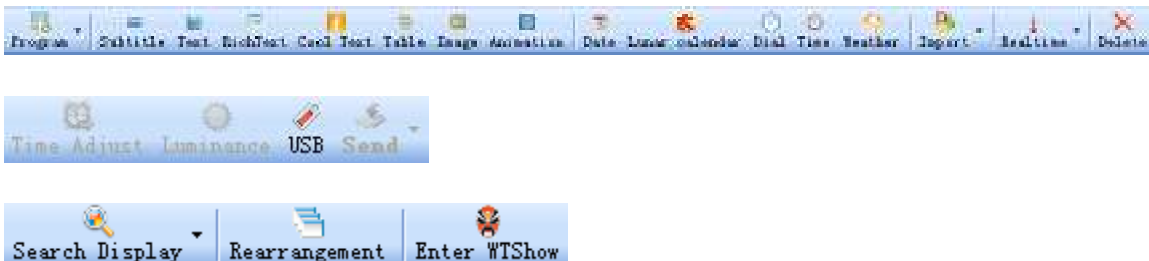 Program Subtitle Text RichText Cool Text Table Image Animation Date Lunar calendar Dial Time Weather Import Realtime Delete
Time Adjust Luminance USB Send
Search Display Rearrangement Enter WTShow